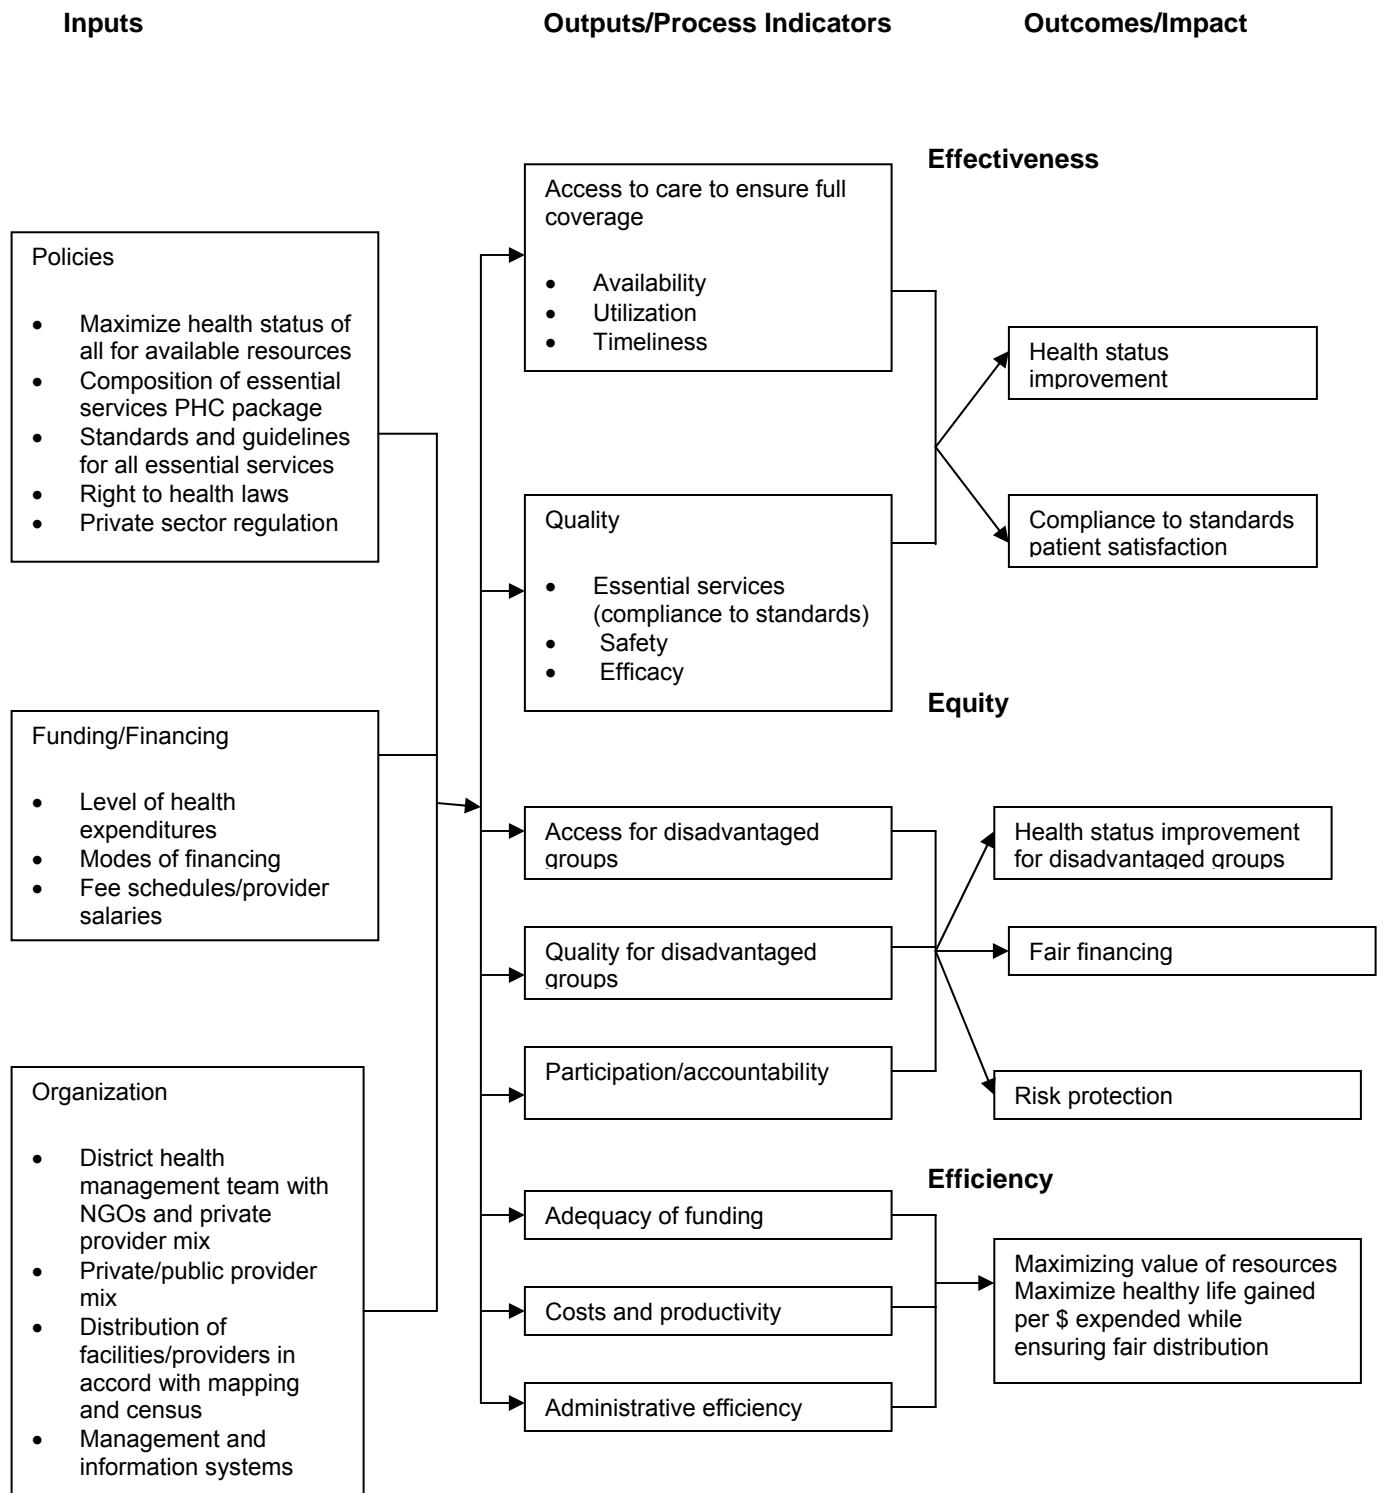 Inputs
Outputs/Process Indicators
Outcomes/Impact
Policies
• Maximize health status of
all for available resources
• Composition of essential
services PHC package
• Standards and guidelines
for all essential services
• Right to health laws
• Private sector regulation
Funding/Financing
• Level of health
expenditures
• Modes of financing
• Fee schedules/provider
salaries
Organization
• District health
management team with
NGOs and private
provider mix
• Private/public provider
mix
• Distribution of
facilities/providers in
accord with mapping
and census
• Management and
information systems
Access to care to ensure full
coverage
• Availability
• Utilization
• Timeliness
Quality
• Essential services
(compliance to standards)
• Safety
• Efficacy
Access for disadvantaged
groups
Quality for disadvantaged
groups
Participation/accountability
Adequacy of funding
Costs and productivity
Administrative efficiency
Effectiveness
Health status
improvement
Compliance to standards
patient satisfaction
Equity
Health status improvement
for disadvantaged groups
Fair financing
Risk protection
Efficiency
Maximizing value of resources
Maximize healthy life gained
per $ expended while
ensuring fair distribution